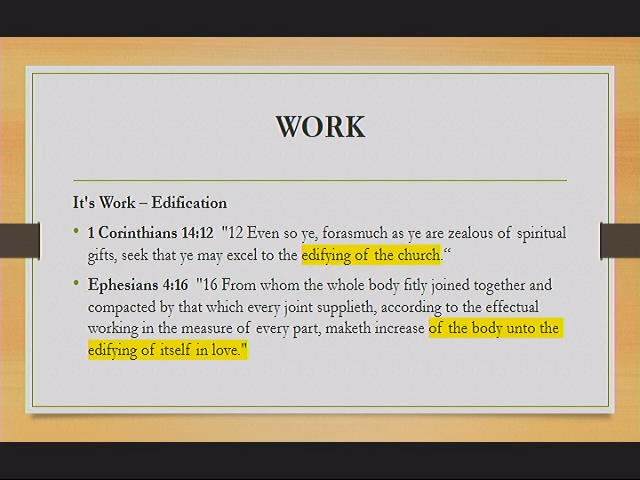 WORK
It's Work – Edification
• 1 Corinthians 14:12 "12 Even so ye, forasmuch as ye are zealous of spiritual
gifts, seek that ye may excel to the edifying of the church.“
• Ephesians 4:16 "16 From whom the whole body fitly joined together and
compacted by that which every joint supplieth, according to the effectual
working in the measure of every part, maketh increase of the body unto the
edifying of itself in love."